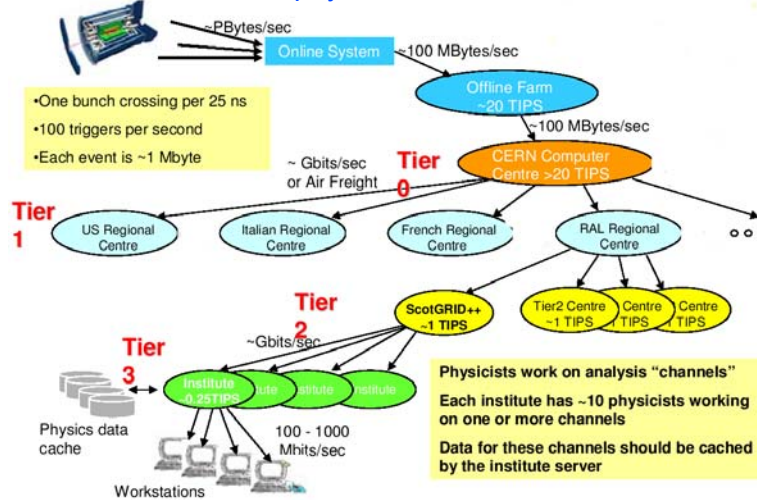 ~PBytes/sec
Online System
~100 MBytes/sec
Offline Farm
~20 TIPS
•One bunch crossing per 25 ns
•100 triggers per second
•Each event is ~1 Mbyte
~100 MBytes/sec
~ Gbits/sec
or Air Freight
Tier
0
CERN Computer
Centre >20 TIPS
Tier
1
US Regional
Centre
Italian Regional
Centre
French Regional
Centre
RAL Regional
Centre
Tier
2
ScotGRID++
~1 TIPS
Tier2 Centre
~1 TIPS
Centre
TIPS
Centre
TIPS
~Gbits/sec
Tier
3
Institute
~0.25TIPS
Physics data
cache
100 - 1000
Mbits/sec
Workstations
Physicists work on analysis “channels”
Each institute has ~10 physicists working
on one or more channels
Data for these channels should be cached
by the institute server